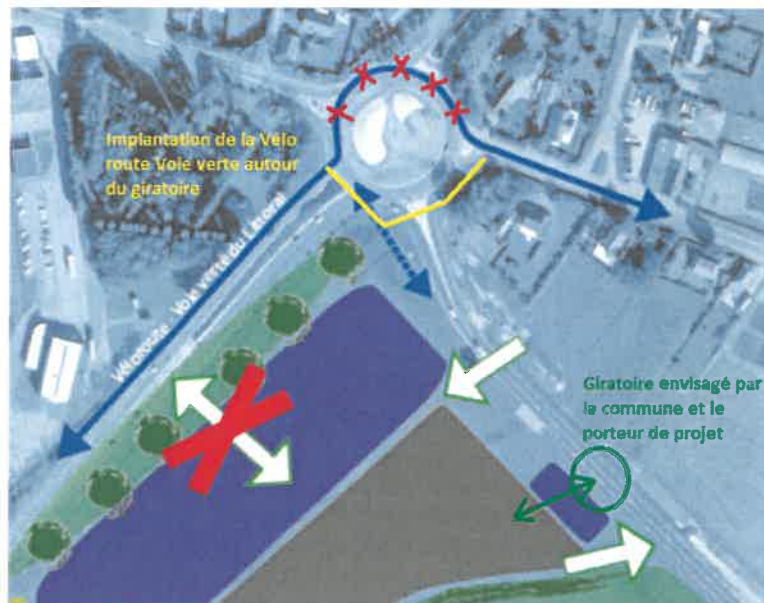 Implantation de la Vélo
route Voie verte autour
du giratoire
Véloroute - Voie verte du Littoral
Giratoire envisagé par
la commune et le
porteur de projet